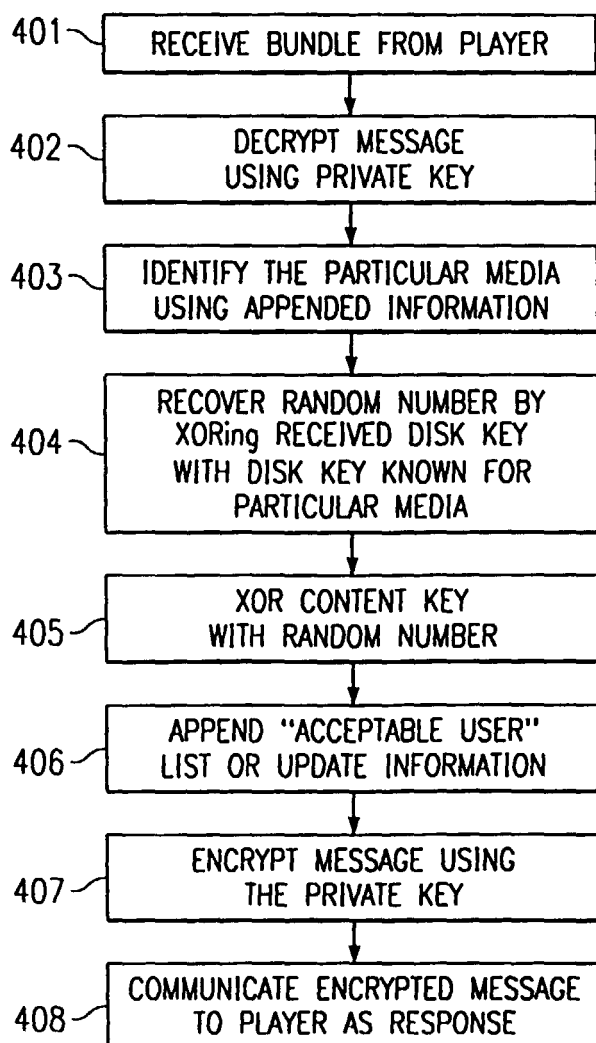 401
RECEIVE BUNDLE FROM PLAYER
402
DECRYPT MESSAGE
USING PRIVATE KEY
403
IDENTIFY THE PARTICULAR MEDIA
USING APPENDED INFORMATION
404
RECOVER RANDOM NUMBER BY
XORing RECEIVED DISK KEY
WITH DISK KEY KNOWN FOR
PARTICULAR MEDIA
405
XOR CONTENT KEY
WITH RANDOM NUMBER
406
APPEND "ACCEPTABLE USER"
LIST OR UPDATE INFORMATION
407
ENCRYPT MESSAGE USING
THE PRIVATE KEY
408
COMMUNICATE ENCRYPTED MESSAGE
TO PLAYER AS RESPONSE